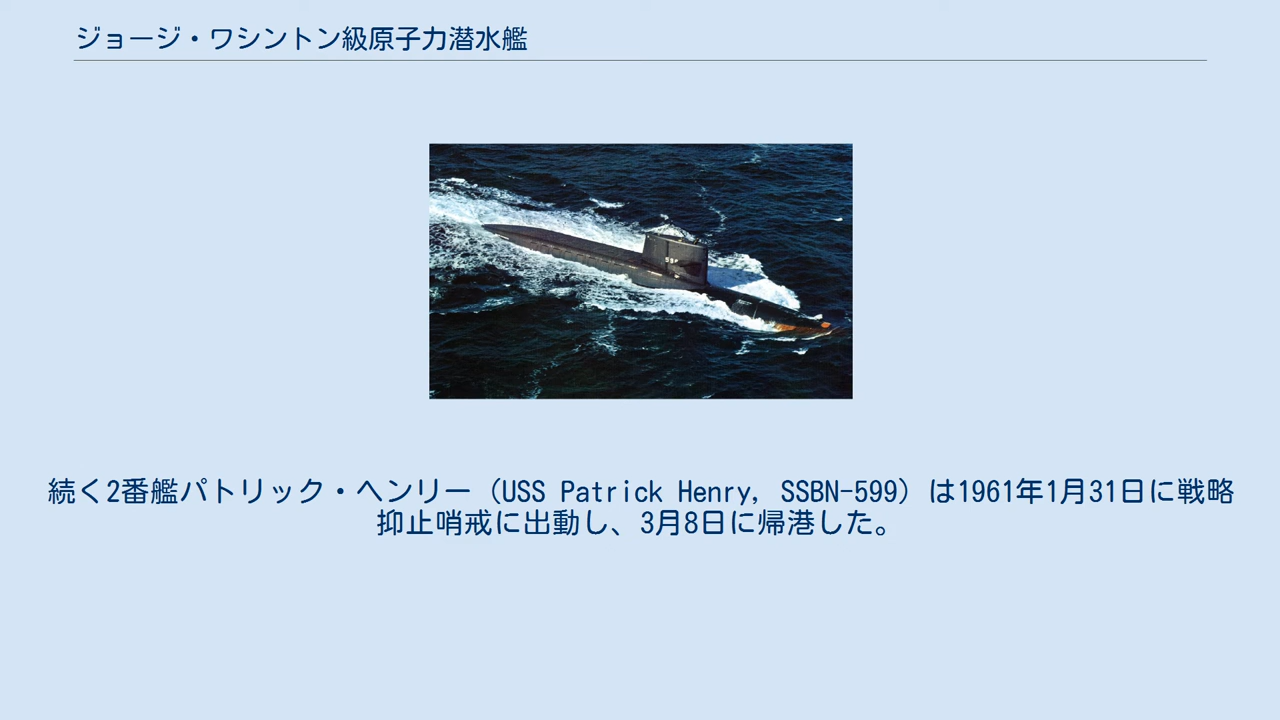 ジョージ・ワシントン級原子力潜水艦
続く2番艦パトリック・ヘンリー（USS Patrick Henry, SSBN-599）は1961年1月31日に戦略
抑止哨戒に出動し、3月8日に帰港した。